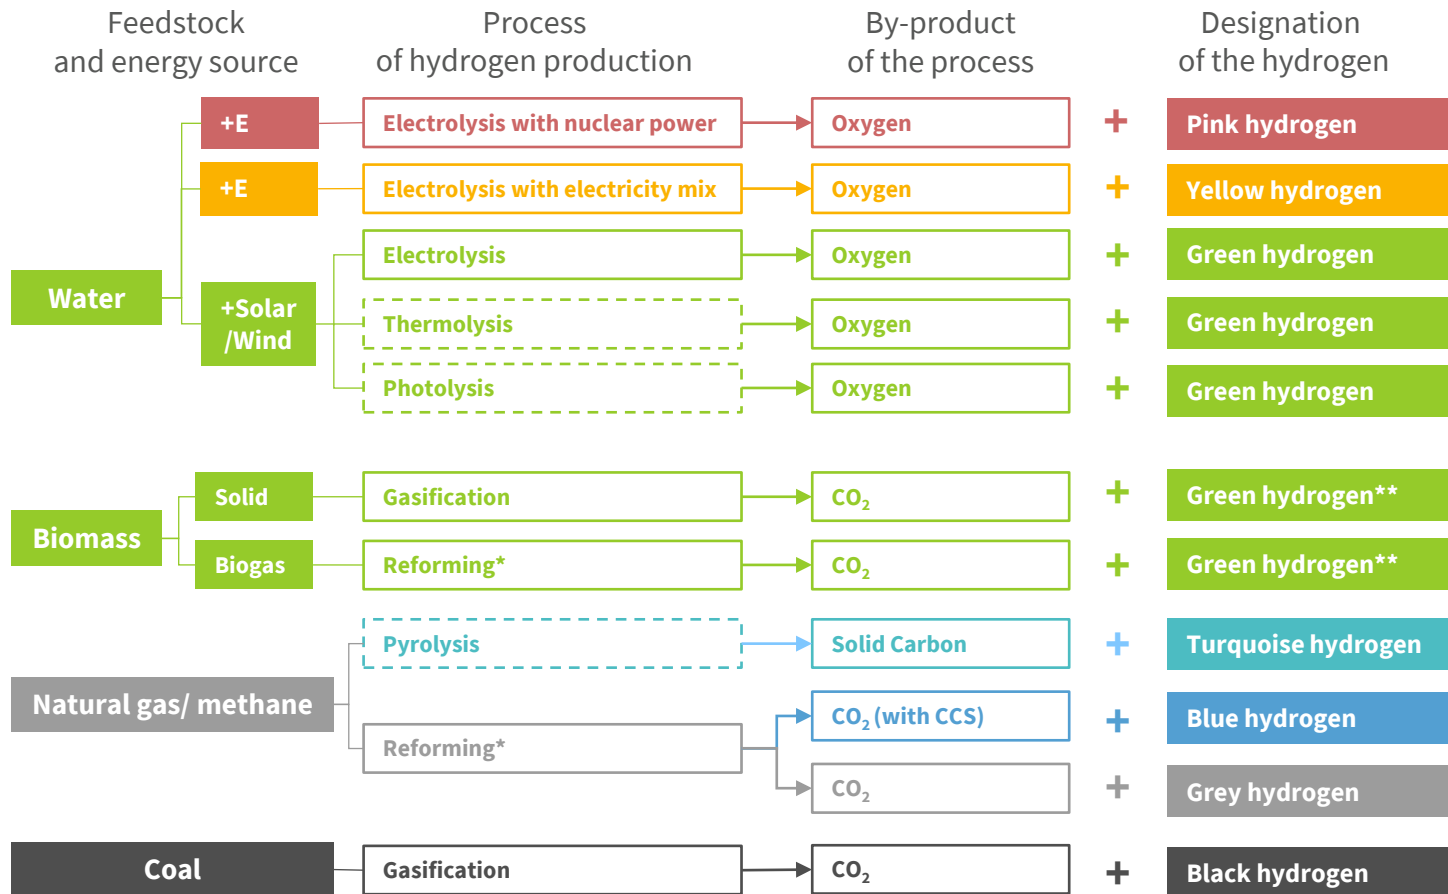 Feedstock
and energy source
Process
of hydrogen production
By-product
of the process
Designation
of the hydrogen
+E
Electrolysis with nuclear power
Oxygen
+
Pink hydrogen
+E
Electrolysis with electricity mix
Oxygen
+
Yellow hydrogen
Water
+Solar
/Wind
Electrolysis
Oxygen
+
Green hydrogen
Thermolysis
Oxygen
+
Green hydrogen
Photolysis
Oxygen
+
Green hydrogen
Biomass
Solid
Gasification
CO₂
+
Green hydrogen**
Biogas
Reforming*
CO₂
+
Green hydrogen**
Natural gas/ methane
Pyrolysis
Solid Carbon
+
Turquoise hydrogen
Reforming*
CO₂ (with CCS)
+
Blue hydrogen
CO₂
+
Grey hydrogen
Coal
Gasification
CO₂
+
Black hydrogen